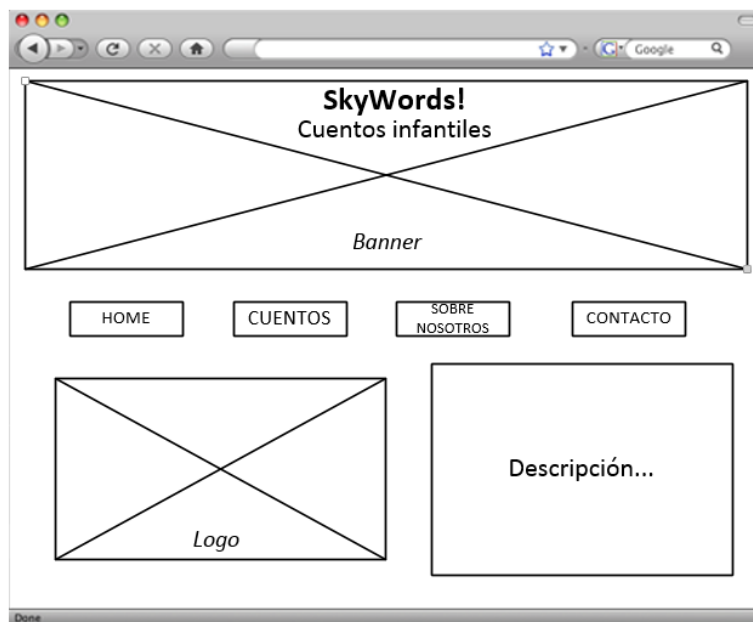 Google
SkyWords!
Cuentos infantiles
Banner
HOME
CUENTOS
SOBRE
NOSOTROS
CONTACTO
Logo
Descripción...
Done